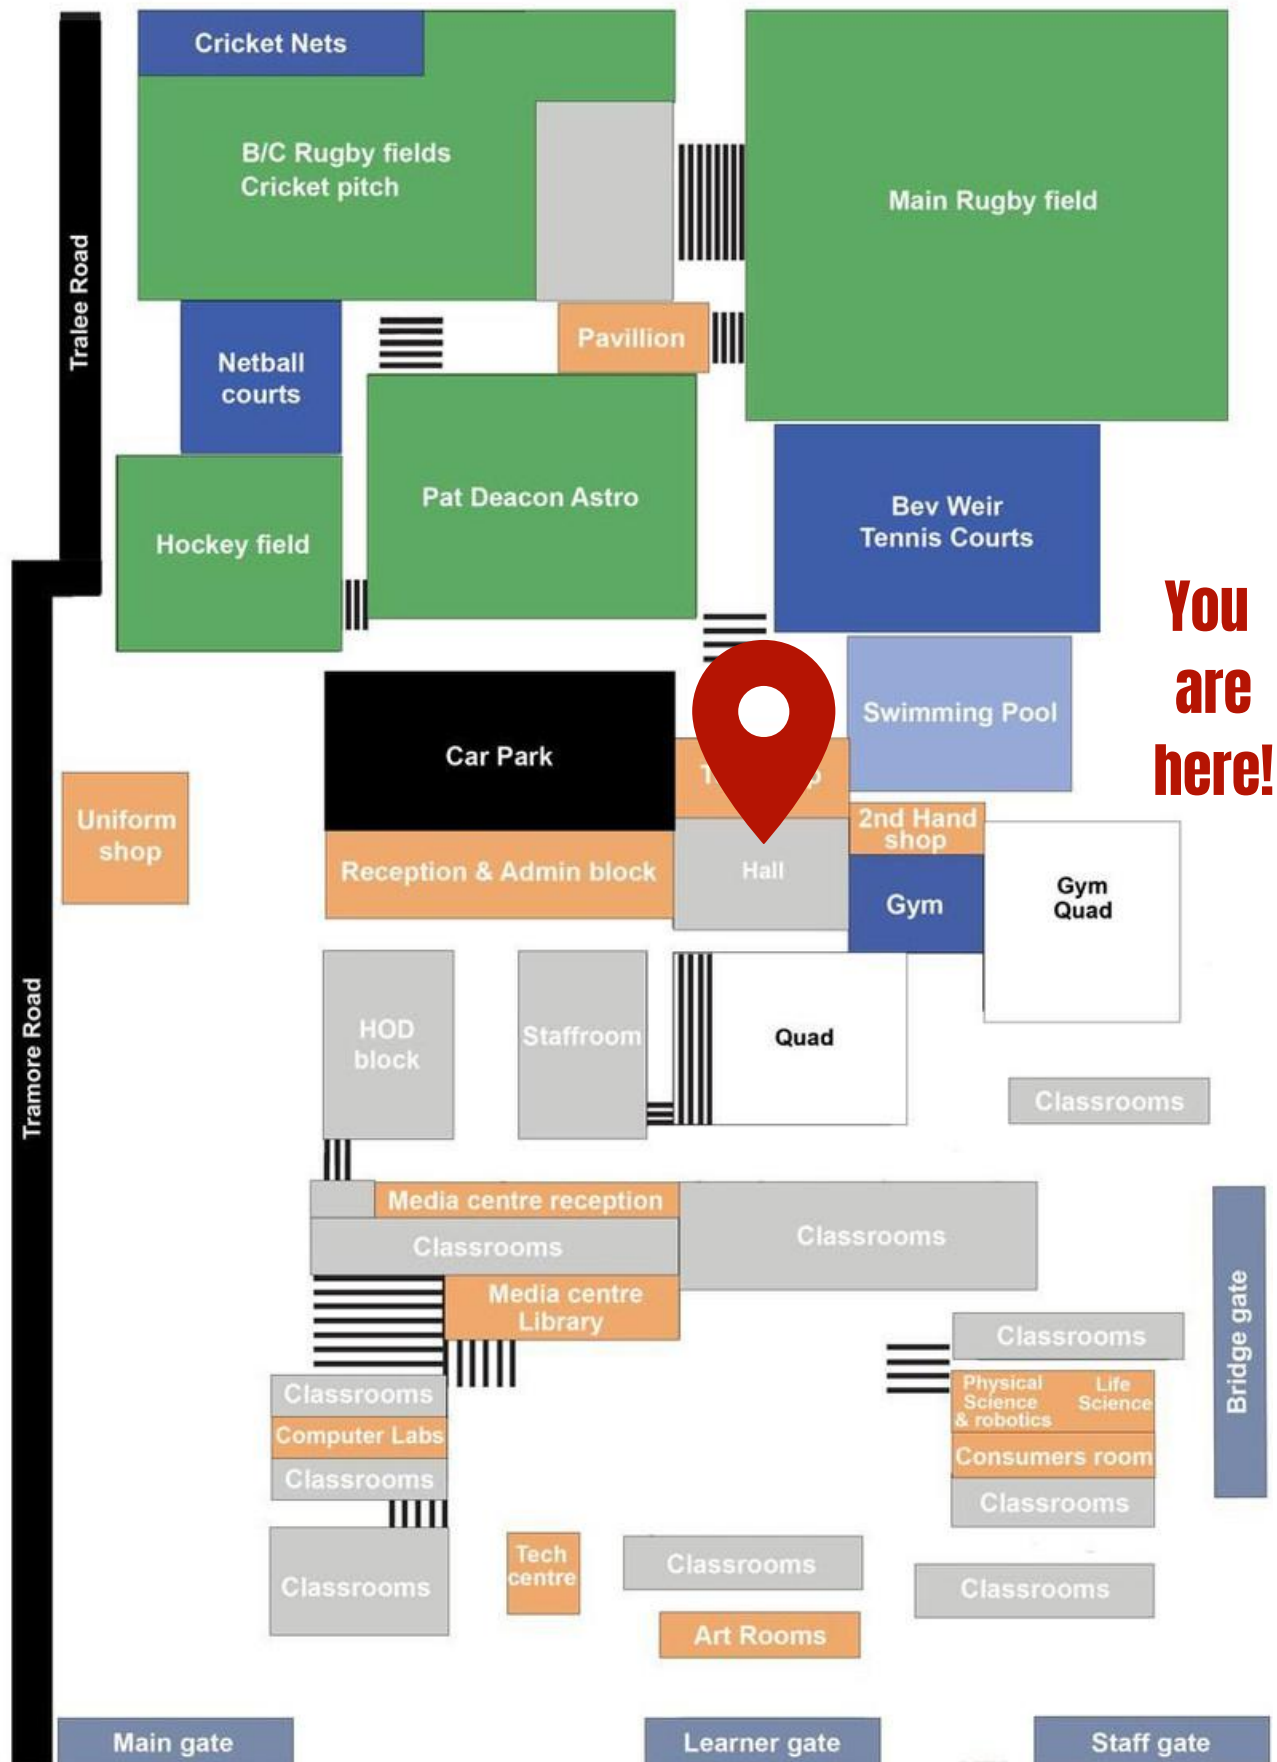 Cricket Nets
B/C Rugby fields
Cricket pitch
Main Rugby field
Tralee Road
Pavillion
Netball
courts
Pat Deacon Astro
Bev Weir
Tennis Courts
Hockey field
You
are
here!
Swimming Pool
Car Park
Uniform
shop
2nd Hand
shop
Reception & Admin block
Hall
Gym
Gym
Quad
Tramore Road
HOD
block
Staffroom
Quad
Classrooms
Media centre reception
Classrooms
Classrooms
Media centre
Library
Bridge gate
Classrooms
Physical
Science
& robotics
Life
Science
Consumers room
Classrooms
Classrooms
Computer Labs
Classrooms
Classrooms
Tech
centre
Classrooms
Classrooms
Art Rooms
Main gate
Learner gate
Staff gate